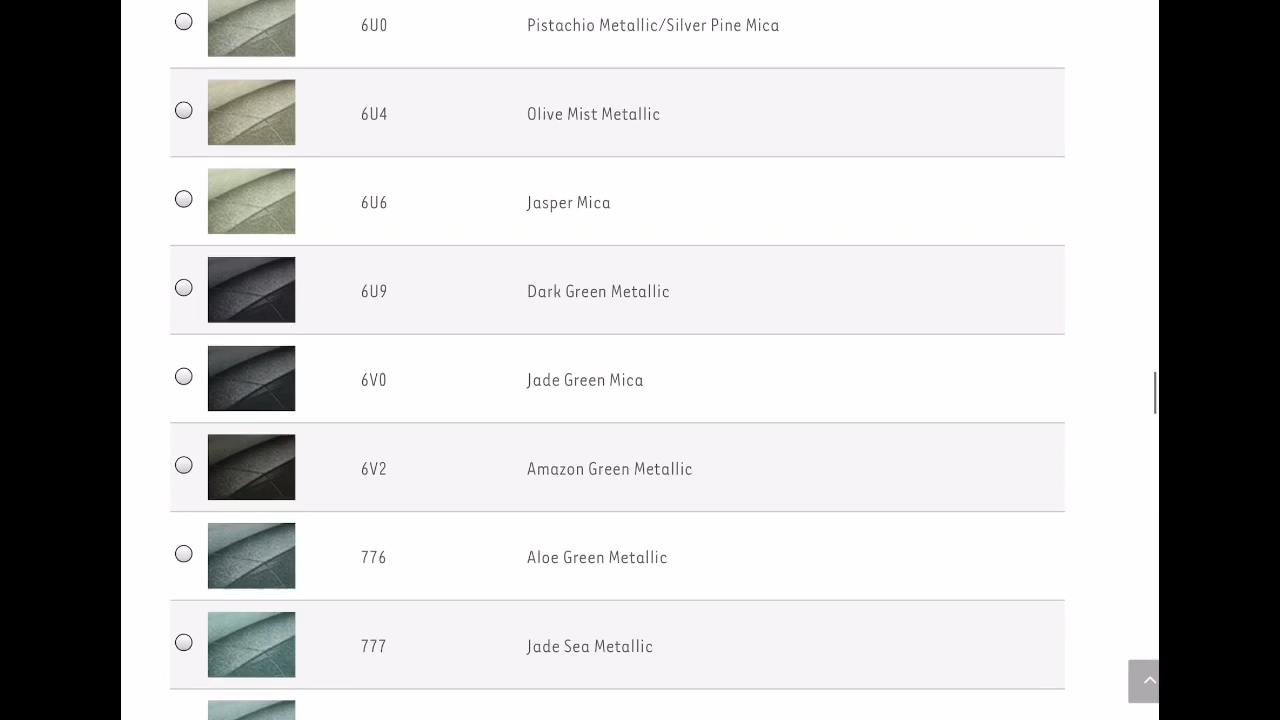 6U0 Pistachio Metallic/Silver Pine Mica
6U4 Olive Mist Metallic
6U6 Jasper Mica
6U9 Dark Green Metallic
6V0 Jade Green Mica
6V2 Amazon Green Metallic
776 Aloe Green Metallic
777 Jade Sea Metallic